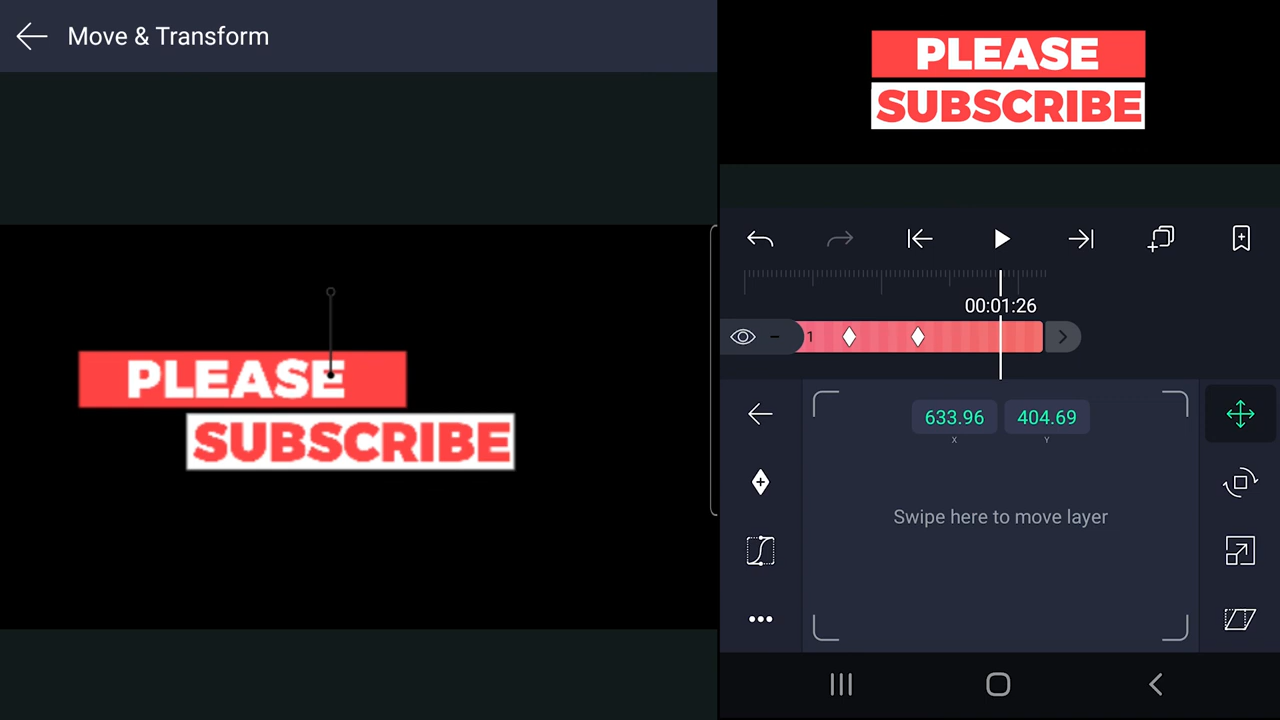 Move & Transform
PLEASE
SUBSCRIBE
PLEASE
SUBSCRIBE
00:01:26
1
633.96 404.69
X Y
Swipe here to move layer